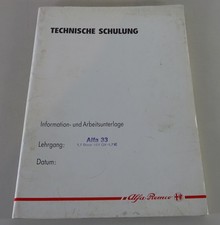 TECHNISCHE SCHULUNG
Information- und Arbeitsunterlage
Lehrgang: Alfa 33
Datum:
Alfa Romeo